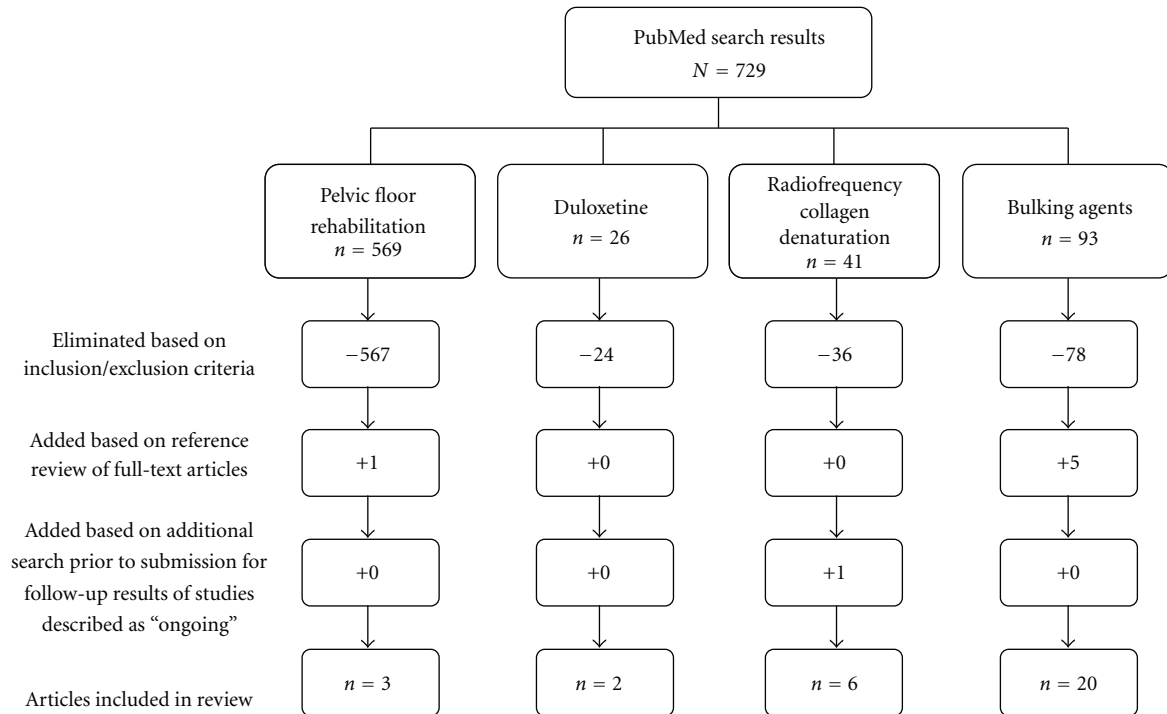 PubMed search results
N = 729
Pelvic floor
rehabilitation
n = 569
Duloxetine
n = 26
Radiofrequency
collagen
denaturation
n = 41
Bulking agents
n = 93
Eliminated based on
inclusion/exclusion criteria
−567
−24
−36
−78
Added based on reference
review of full-text articles
+1
+0
+0
+5
Added based on additional
search prior to submission for
follow-up results of studies
described as “ongoing”
+0
+0
+1
+0
Articles included in review
n = 3
n = 2
n = 6
n = 20